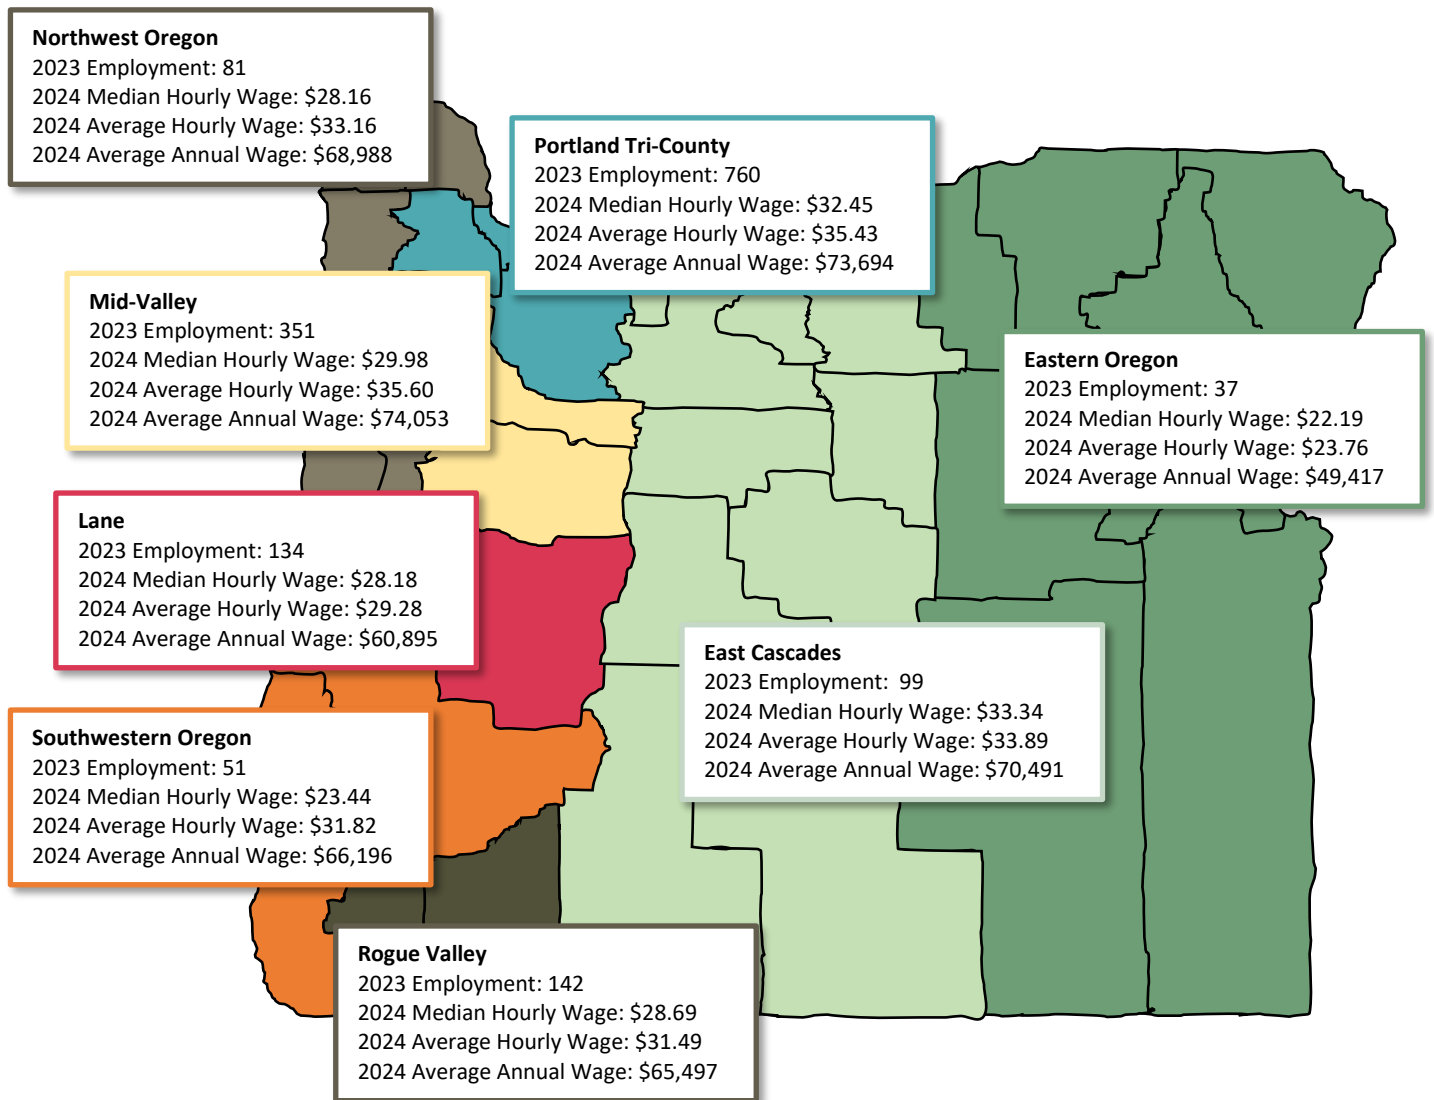 Northwest Oregon
2023 Employment: 81
2024 Median Hourly Wage: $28.16
2024 Average Hourly Wage: $33.16
2024 Average Annual Wage: $68,988
Portland Tri-County
2023 Employment: 760
2024 Median Hourly Wage: $32.45
2024 Average Hourly Wage: $35.43
2024 Average Annual Wage: $73,694
Mid-Valley
2023 Employment: 351
2024 Median Hourly Wage: $29.98
2024 Average Hourly Wage: $35.60
2024 Average Annual Wage: $74,053
Eastern Oregon
2023 Employment: 37
2024 Median Hourly Wage: $22.19
2024 Average Hourly Wage: $23.76
2024 Average Annual Wage: $49,417
Lane
2023 Employment: 134
2024 Median Hourly Wage: $28.18
2024 Average Hourly Wage: $29.28
2024 Average Annual Wage: $60,895
East Cascades
2023 Employment:  99
2024 Median Hourly Wage: $33.34
2024 Average Hourly Wage: $33.89
2024 Average Annual Wage: $70,491
Southwestern Oregon
2023 Employment: 51
2024 Median Hourly Wage: $23.44
2024 Average Hourly Wage: $31.82
2024 Average Annual Wage: $66,196
Rogue Valley
2023 Employment: 142
2024 Median Hourly Wage: $28.69
2024 Average Hourly Wage: $31.49
2024 Average Annual Wage: $65,497